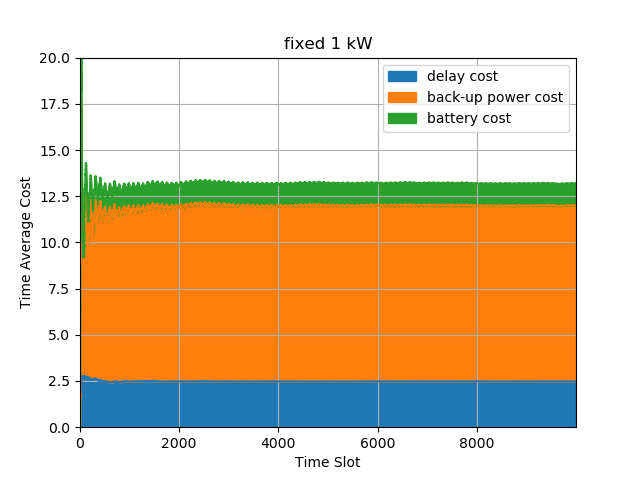 fixed 1 kW
20.0
17.5
15.0
12.5
10.0
7.5
5.0
2.5
0.0
Time Average Cost
delay cost
back-up power cost
battery cost
0 2000 4000 6000 8000
Time Slot